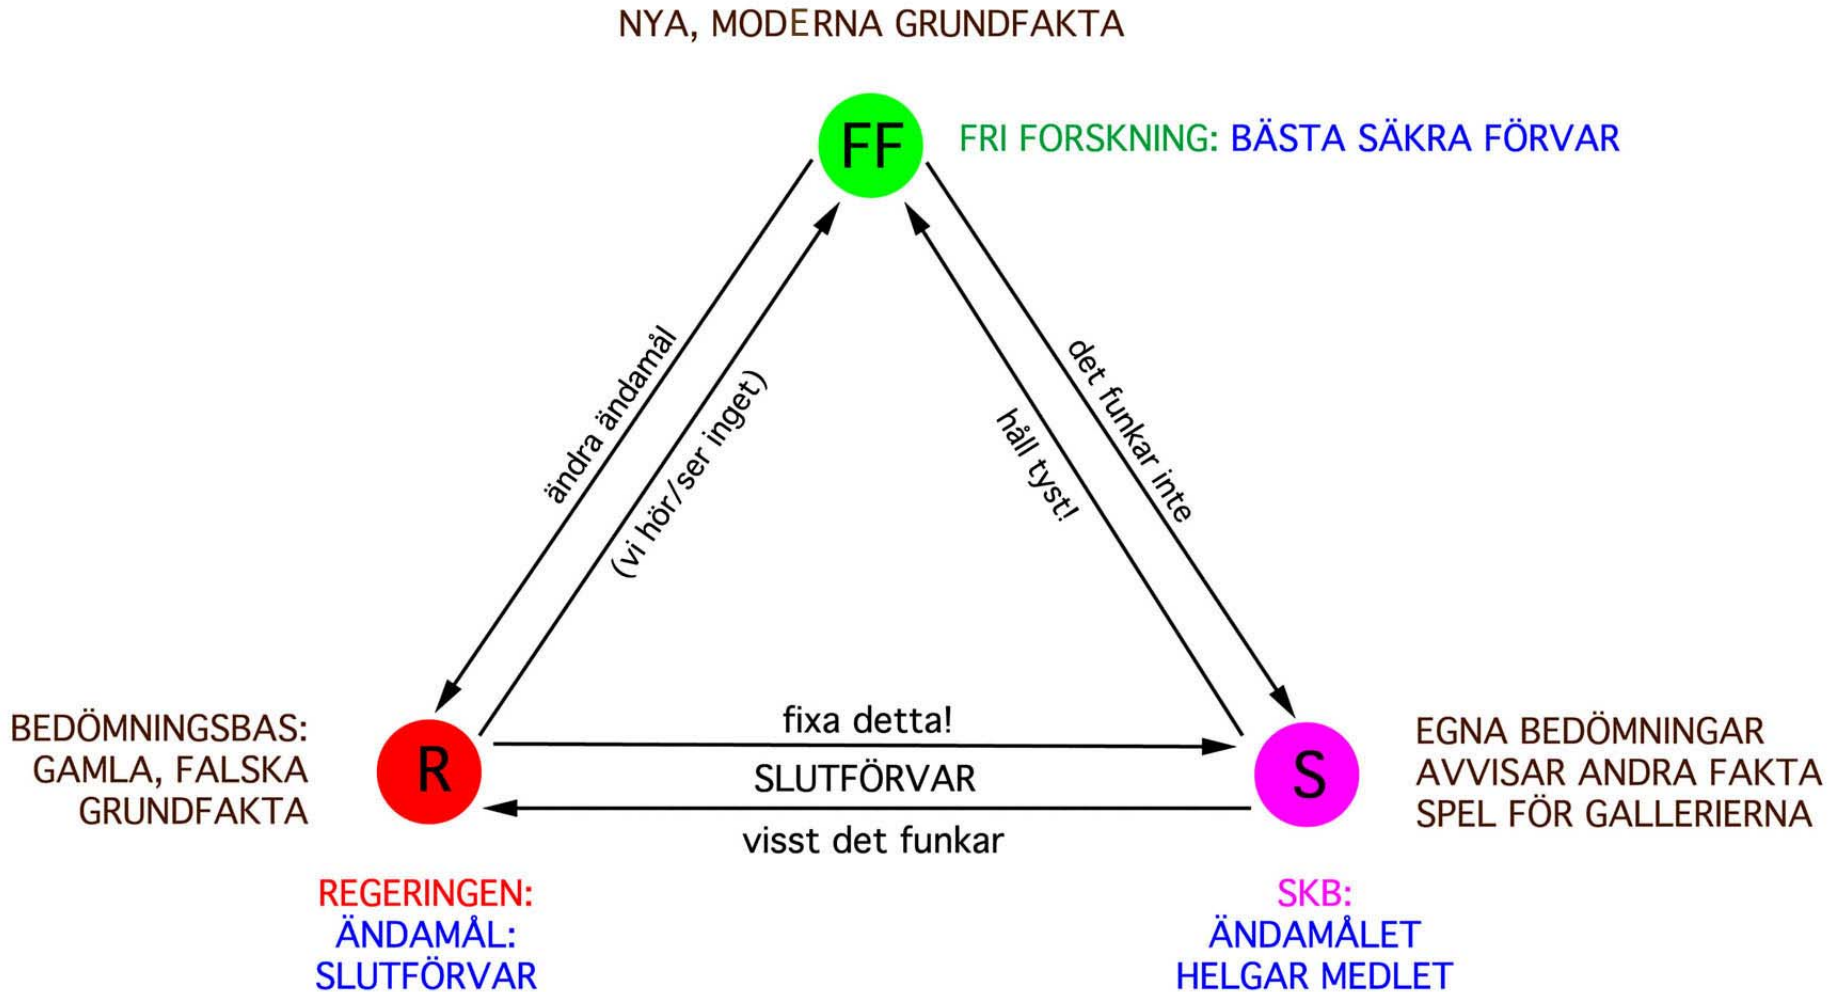 NYA, MODERNA GRUNDFAKTA
FF
FRI FORSKNING: BÄSTA SÄKRA FÖRVAR
ändra ändamål
(vi hör/ser inget)
håll tyst!
det funkar inte
BEDÖMNINGSBAS:
GAMLA, FALSKA
GRUNDFAKTA
R
fixa detta!
SLUTFÖRVAR
visst det funkar
S
EGNA BEDÖMNINGAR
AVVISAR ANDRA FAKTA
SPEL FÖR GALLERIERNA
REGERINGEN:
ÄNDAMÅL:
SLUTFÖRVAR
SKB:
ÄNDAMÅLET
HELGAR MEDLET